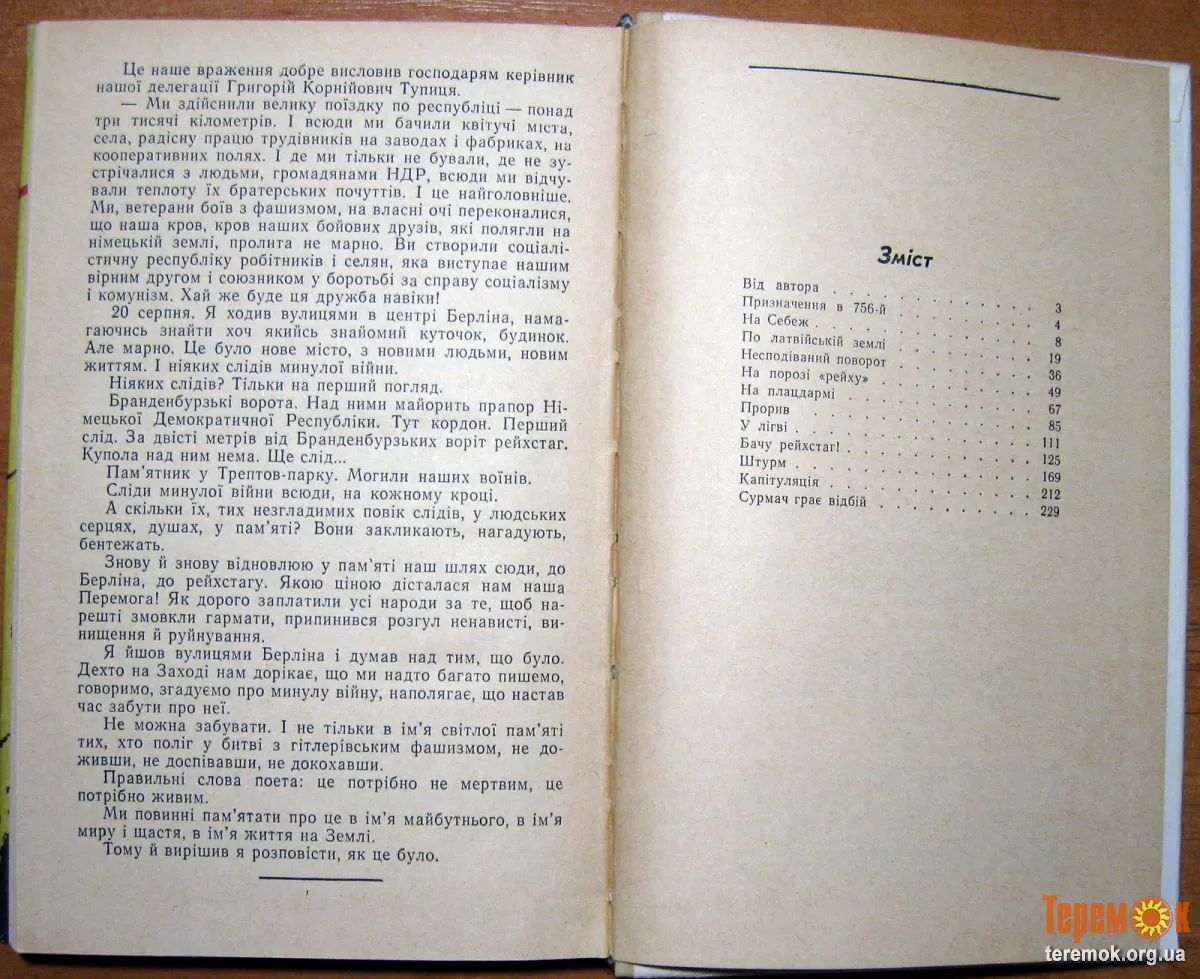 Це наше враження добре висловив господарям керівник
нашої делегації Григорій Корнійович Тупиця.
— Ми здійснили велику поїздку по республіці — понад
три тисячі кілометрів. І всюди ми бачили квітучі міста,
села, радісну працю трудівників на заводах і фабриках, на
кооперативних полях. І де ми тільки не бували, де не зу-
стрічалися з людьми, громадянами НДР, всюди ми відчу-
вали теплоту їх братерських почуттів. І це найголовніше.
Ми, ветерани боїв з фашизмом, на власні очі переконалися,
що наша кров, кров наших бойових друзів, які полягли на
німецькій землі, пролита не марно. Ви створили соціалі-
стичну республіку робітників і селян, яка виступає нашим
вірним другом і союзником у боротьбі за справу соціалізму
і комунізм. Хай же буде ця дружба навіки!
20 серпня. Я ходив вулицями в центрі Берліна, нама-
гаючись знайти хоч якийсь знайомий куточок, будинок.
Але марно. Це було нове місто, з новими людьми, новим
життям. І ніяких слідів минулої війни.
Ніяких слідів? Тільки на перший погляд.
Бранденбурзькі ворота. Над ними майорить прапор Ні-
мецької Демократичної Республіки. Тут кордон. Перший
слід. За двісті метрів від Бранденбурзьких воріт рейхстаг.
Купола над ним нема. Ще слід...
Пам'ятник у Трептов-парку. Могили наших воїнів.
Сліди минулої війни всюди, на кожному кроці.
А скільки їх, тих незгладимих повік слідів, у людських
серцях, душах, у пам'яті? Вони закликають, нагадують,
бентежать.
Знову й знову відновлюю у пам'яті наш шлях сюди, до
Берліна, до рейхстагу. Якою ціною дісталася нам наша
Перемога! Як дорого заплатили усі народи за те, щоб на-
решті змовкли гармати, припинився розгул ненависті, ви-
нищення й руйнування.
Я йшов вулицями Берліна і думав над тим, що було.
Дехто на Заході нам дорікає, що ми надто багато пишемо,
говоримо, згадуємо про минулу війну, наполягає, що настав
час забути про неї.
Не можна забувати. І не тільки в ім'я світлої пам'яті
тих, хто поліг у битві з гітлерівським фашизмом, не до-
живши, не доспівавши, не докохавши.
Правильні слова поета: це потрібно не мертвим, це
потрібно живим.
Ми повинні пам'ятати про це в ім'я майбутнього, в ім'я
миру і щастя, в ім'я життя на Землі.
Тому й вирішив я розповісти, як це було.
Зміст
Від автора . . . . . . . . . . . . 3
Призначення в 756-й . . . . . . . . . 4
На Себеж . . . . . . . . . . . . 8
По латвійській землі . . . . . . . . . 19
Несподіваний поворот . . . . . . . . . 36
На порозі «рейху» . . . . . . . . . . 49
На плацдармі . . . . . . . . . . . 67
Прорив . . . . . . . . . . . . . 85
У лігві . . . . . . . . . . . . . 111
Бачу рейхстаг! . . . . . . . . . . . 125
Штурм . . . . . . . . . . . . . 169
Капітуляція . . . . . . . . . . . . 212
Сурмач грає відбій . . . . . . . . . . 229
Теремок
teremok.org.ua